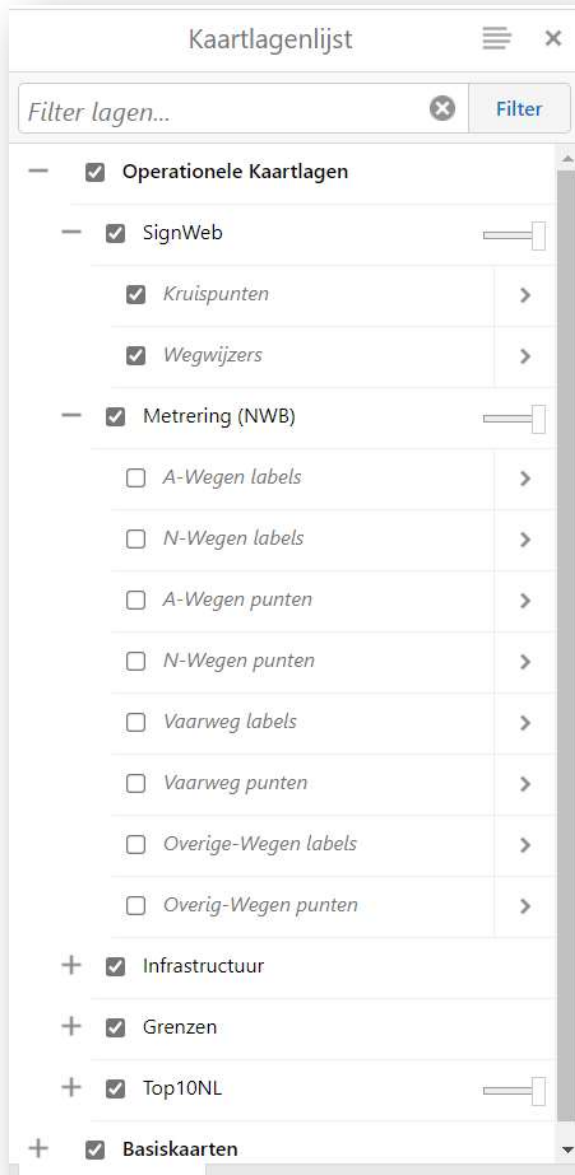 Kaartlagenlijst
Filter lagen...
Filter
Operationele Kaartlagen
SignWeb
Kruispunten
Wegwijzers
Metrering (NWB)
A-Wegen labels
N-Wegen labels
A-Wegen punten
N-Wegen punten
Vaarweg labels
Vaarweg punten
Overige-Wegen labels
Overig-Wegen punten
Infrastructuur
Grenzen
Top10NL
Basiskaarten